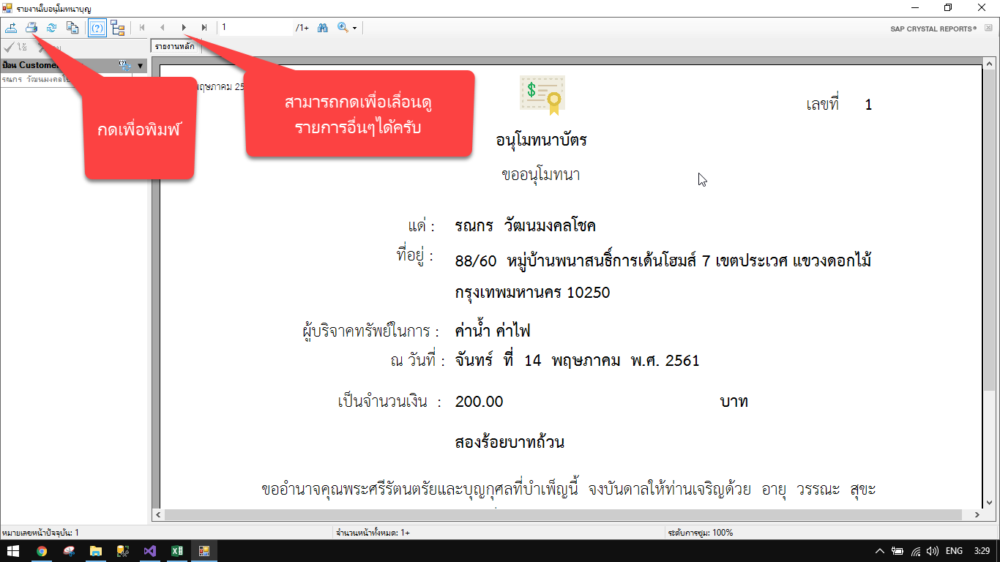 รายงานใบอนุโมทนาบุญ
1
/1+
SAP CRYSTAL REPORTS®
ใช้
รายงานหลัก
ป้อน Customer
รณกร วัฒนมงคลโช
กดเพื่อพิมพ์
สามารถกดเพื่อเลื่อนดู
รายการอื่นๆได้ครับ
พฤษภาคม 25
เลขที่ 1
อนุโมทนาบัตร
ขออนุโมทนา
แด่ : รณกร วัฒนมงคลโชค
ที่อยู่ : 88/60 หมู่บ้านพนาสนธิ์การเด้นโฮมส์ 7 เขตประเวศ แขวงดอกไม้
กรุงเทพมหานคร 10250
ผู้บริจาคทรัพย์ในการ : ค่าน้ำ ค่าไฟ
ณ วันที่ : จันทร์ ที่ 14 พฤษภาคม พ.ศ. 2561
เป็นจำนวนเงิน : 200.00 บาท
สองร้อยบาทถ้วน
ขออำนาจคุณพระศรีรัตนตรัยและบุญกุศลที่บำเพ็ญนี้ จงบันดาลให้ท่านเจริญด้วย อายุ วรรณะ สุขะ
หมายเลขหน้าปัจจุบัน: 1
จำนวนหน้าทั้งหมด: 1+
ระดับการซูม: 100%
ENG
3:29